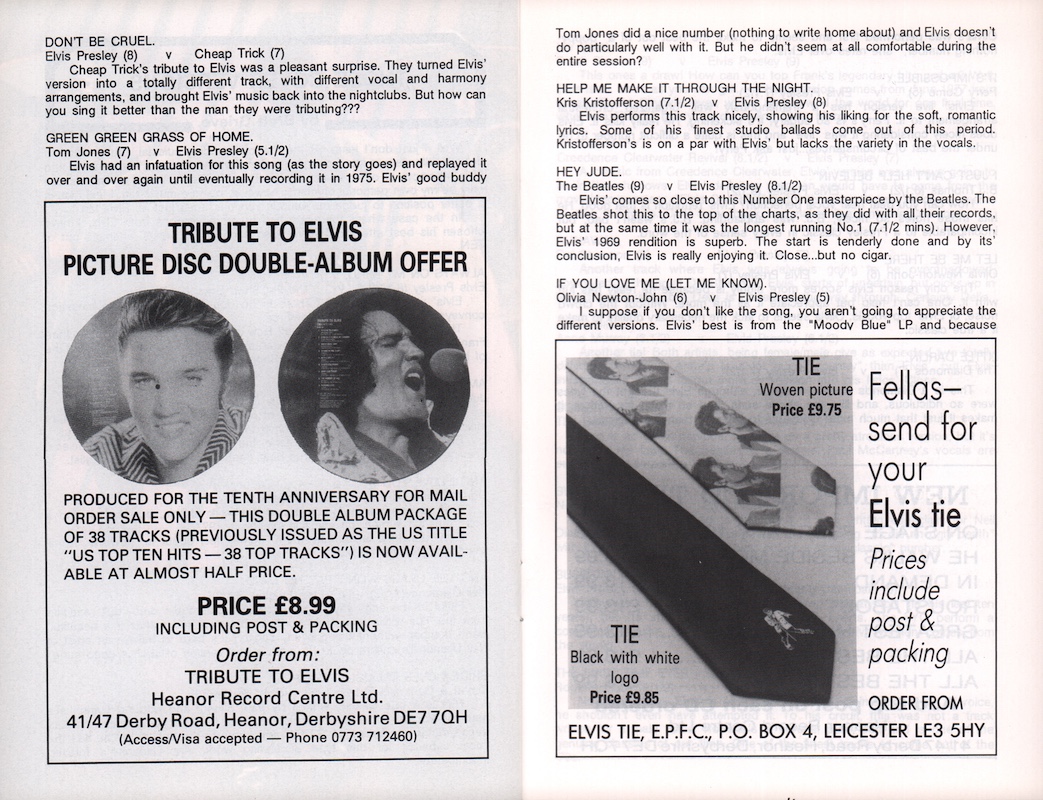 DON'T BE CRUEL.
Elvis Presley (8) v Cheap Trick (7)
Cheap Trick's tribute to Elvis was a pleasant surprise. They turned Elvis'
version into a totally different track, with different vocal and harmony
arrangements, and brought Elvis' music back into the nightclubs. But how can
you sing it better than the man they were tributing???
GREEN GREEN GRASS OF HOME.
Tom Jones (7) v Elvis Presley (5.1/2)
Elvis had an infatuation for this song (as the story goes) and replayed it
over and over again until eventually recording it in 1975. Elvis' good buddy
TRIBUTE TO ELVIS
PICTURE DISC DOUBLE-ALBUM OFFER
PRODUCED FOR THE TENTH ANNIVERSARY FOR MAIL
ORDER SALE ONLY — THIS DOUBLE ALBUM PACKAGE
OF 38 TRACKS (PREVIOUSLY ISSUED AS THE US TITLE
"US TOP TEN HITS — 38 TOP TRACKS") IS NOW AVAIL-
ABLE AT ALMOST HALF PRICE.
PRICE £8.99
INCLUDING POST & PACKING
Order from:
TRIBUTE TO ELVIS
Heanor Record Centre Ltd.
41/47 Derby Road, Heanor, Derbyshire DE7 7QH
(Access/Visa accepted — Phone 0773 712460)
Tom Jones did a nice number (nothing to write home about) and Elvis doesn't
do particularly well with it. But he didn't seem at all comfortable during the
entire session?
HELP ME MAKE IT THROUGH THE NIGHT.
Kris Kristofferson (7.1/2) v Elvis Presley (8)
Elvis performs this track nicely, showing his liking for the soft, romantic
lyrics. Some of his finest studio ballads come out of this period.
Kristofferson's is on a par with Elvis' but lacks the variety in the vocals.
HEY JUDE.
The Beatles (9) v Elvis Presley (8.1/2)
Elvis' comes so close to this Number One masterpiece by the Beatles. The
Beatles shot this to the top of the charts, as they did with all their records,
but at the same time it was the longest running No.1 (7.1/2 mins). However,
Elvis' 1969 rendition is superb. The start is tenderly done and by its'
conclusion, Elvis is really enjoying it. Close...but no cigar.
IF YOU LOVE ME (LET ME KNOW).
Olivia Newton-John (6) v Elvis Presley (5)
I suppose if you don't like the song, you aren't going to appreciate the
different versions. Elvis' best is from the "Moody Blue" LP and because
TIE
Woven picture
Price £9.75
Fellas—
send for
your
Elvis tie
Prices
include
post &
packing
TIE
Black with white
logo
Price £9.85
ORDER FROM
ELVIS TIE, E.P.F.C., P.O. BOX 4, LEICESTER LE3 5HY